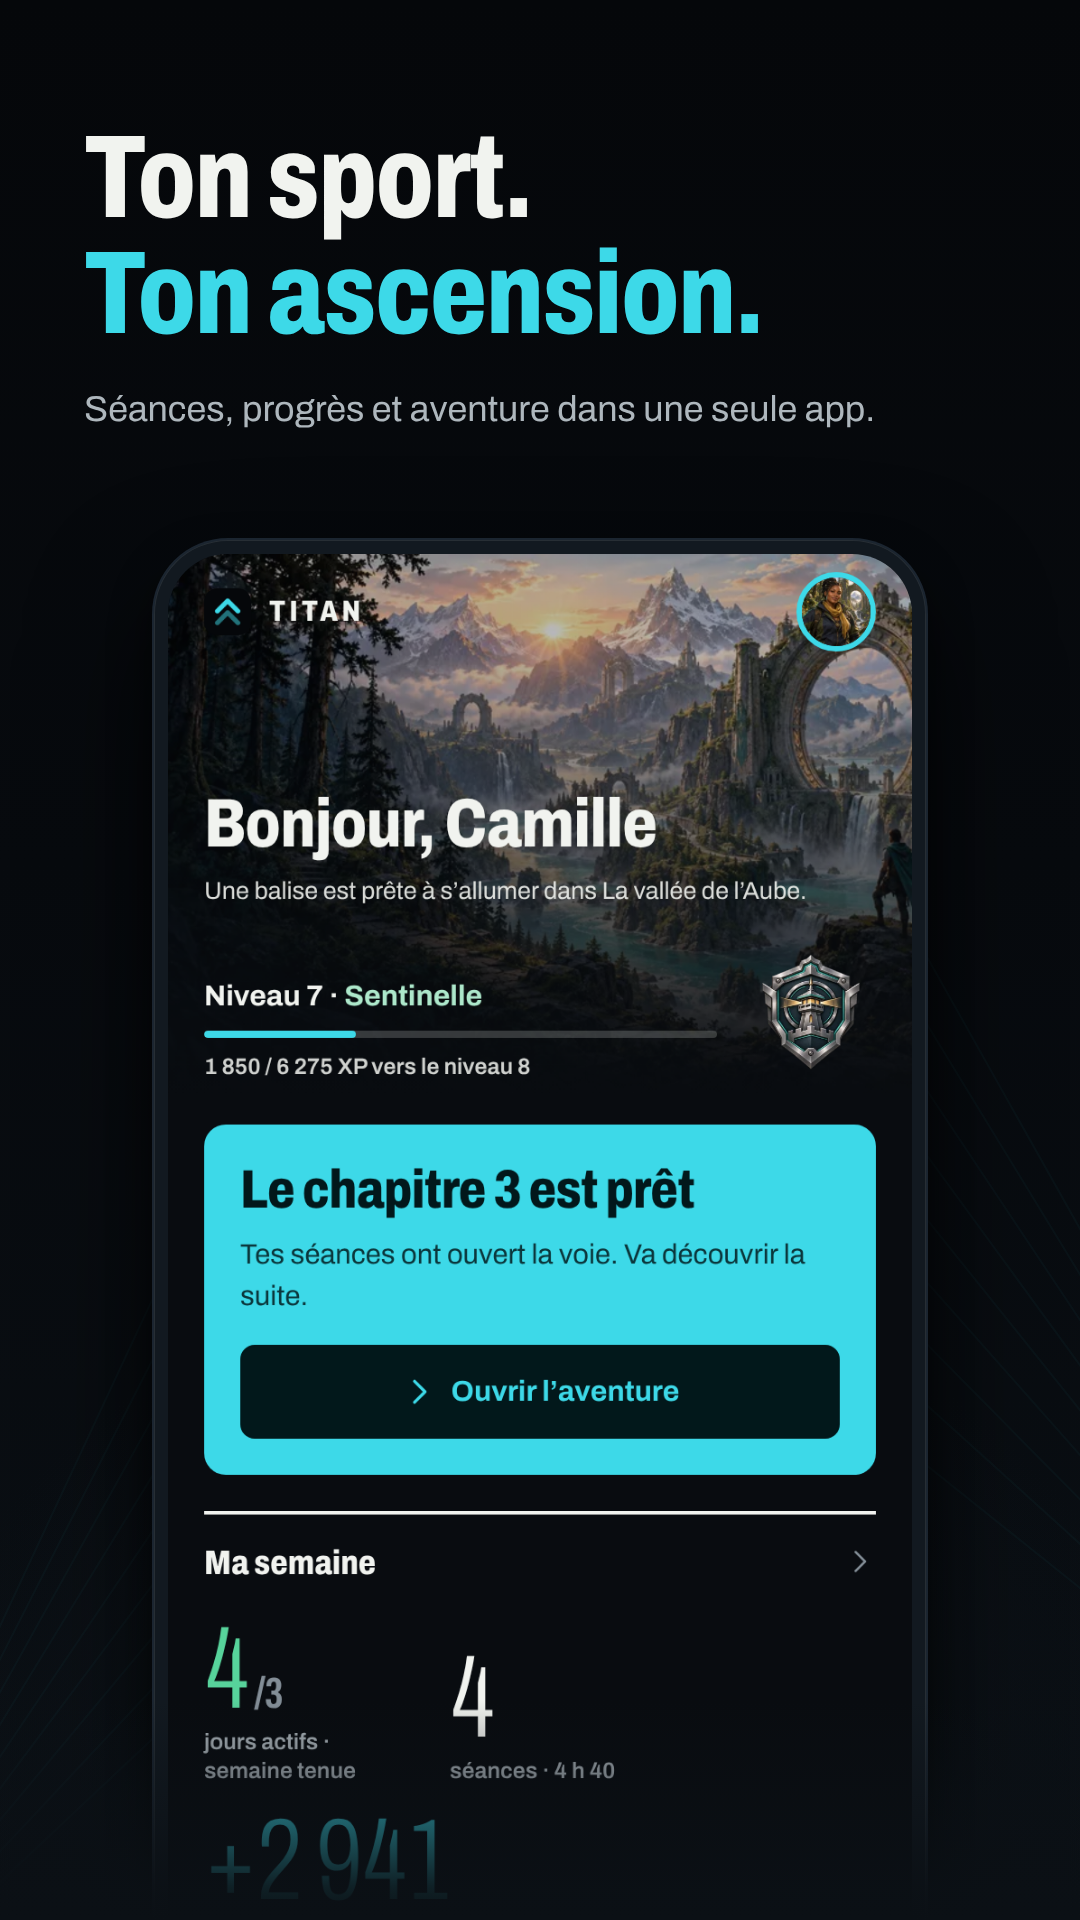 Ton sport.
Ton ascension.
Séances, progrès et aventure dans une seule app.
TITAN
Bonjour, Camille
Une balise est prête à s’allumer dans La vallée de l’Aube.
Niveau 7 · Sentinelle
1 850 / 6 275 XP vers le niveau 8
Le chapitre 3 est prêt
Tes séances ont ouvert la voie. Va découvrir la
suite.
Ouvrir l’aventure
Ma semaine
4/3
jours actifs ·
semaine tenue
4
séances · 4 h 40
+2 941